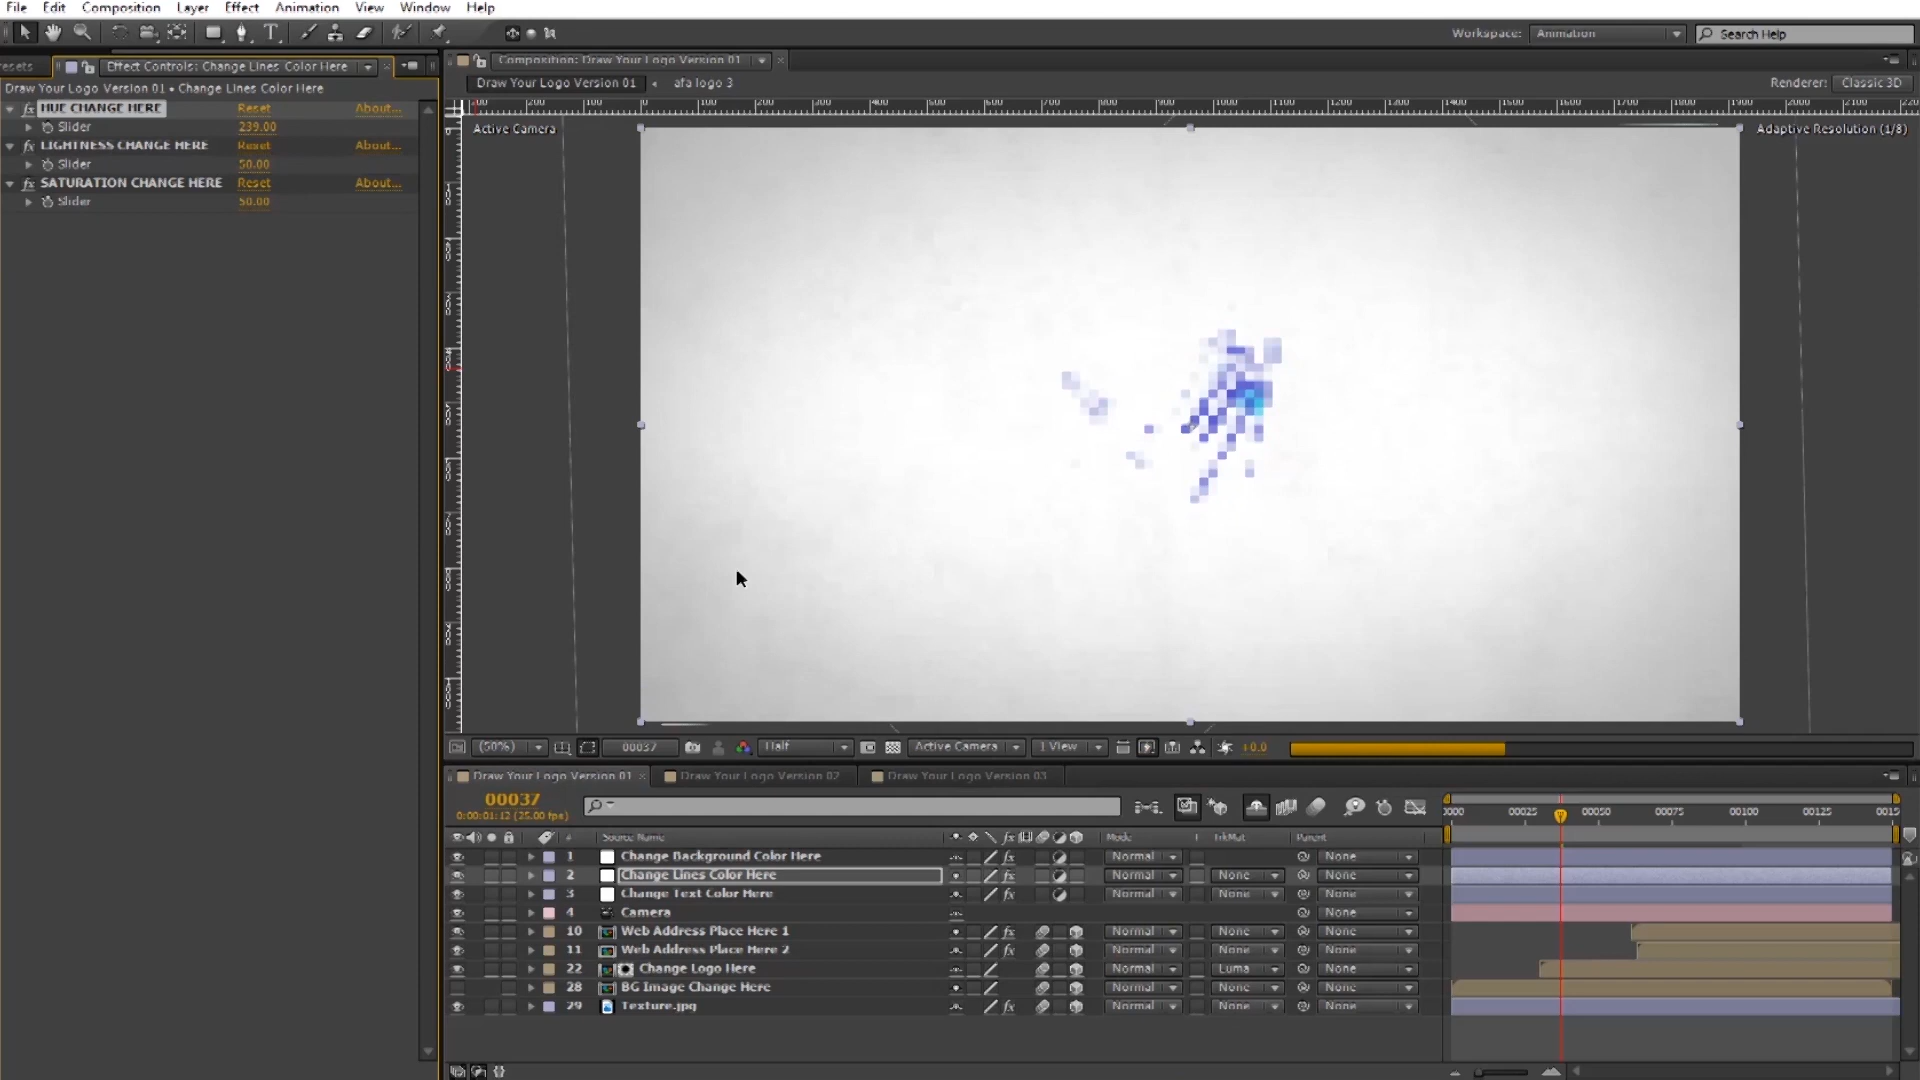 File Edit Composition Layer Effect Animation View Window Help
Workspace: Animation Search Help
Effect Controls: Change Lines Color Here
Composition: Draw Your Logo Version 01
Draw Your Logo Version 01 afa logo 3
Renderer: Classic 3D
Draw Your Logo Version 01 • Change Lines Color Here
HUE CHANGE HERE Reset About...
Slider 239.00
LIGHTNESS CHANGE HERE Reset About...
Slider 50.00
SATURATION CHANGE HERE Reset About...
Slider 50.00
Active Camera
Adaptive Resolution (1/8)
(50%) 00037 Half Active Camera 1 View +0.0
Draw Your Logo Version 01 Draw Your Logo Version 02 Draw Your Logo Version 03
00037
0:00:01:12 (25.00 fps)
00025 00050 00075 00100 00125
# Source Name Mode T TrkMat Parent
1 Change Background Color Here Normal None
2 Change Lines Color Here Normal None None
3 Change Text Color Here Normal None None
4 Camera None
10 Web Address Place Here 1 Normal None None
11 Web Address Place Here 2 Normal None None
22 Change Logo Here Normal Luma None
28 BG Image Change Here Normal None None
29 Texture.jpg Normal None None